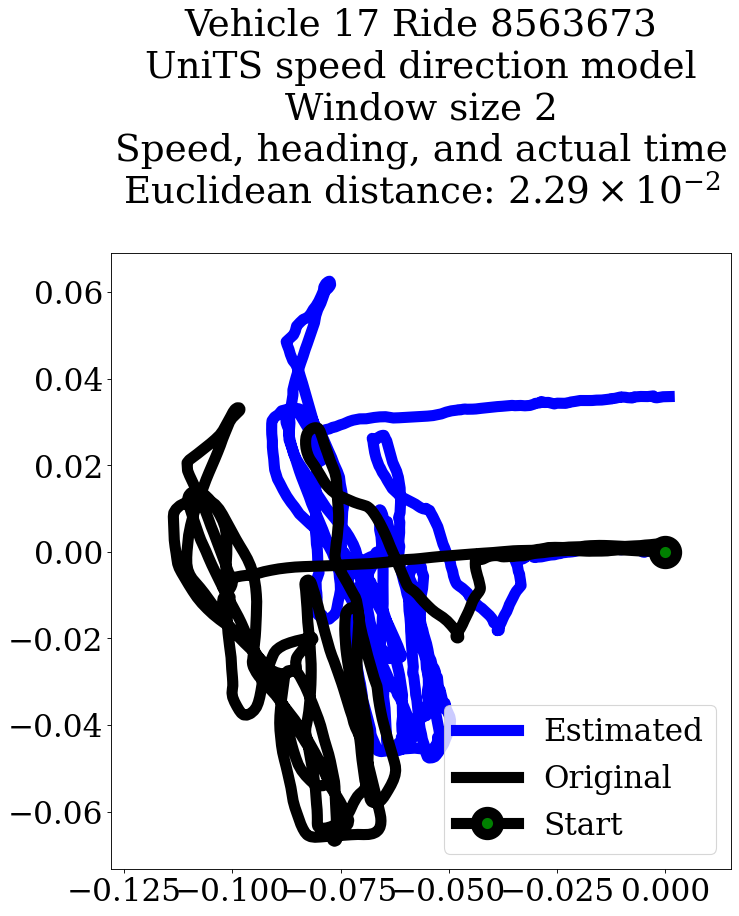 Vehicle 17 Ride 8563673
UniTS speed direction model
Window size 2
Speed, heading, and actual time
Euclidean distance: 2.29 × 10⁻²
0.06
0.04
0.02
0.00
−0.02
−0.04
−0.06
Estimated
Original
Start
−0.125 −0.100 −0.075 −0.050 −0.025 0.000